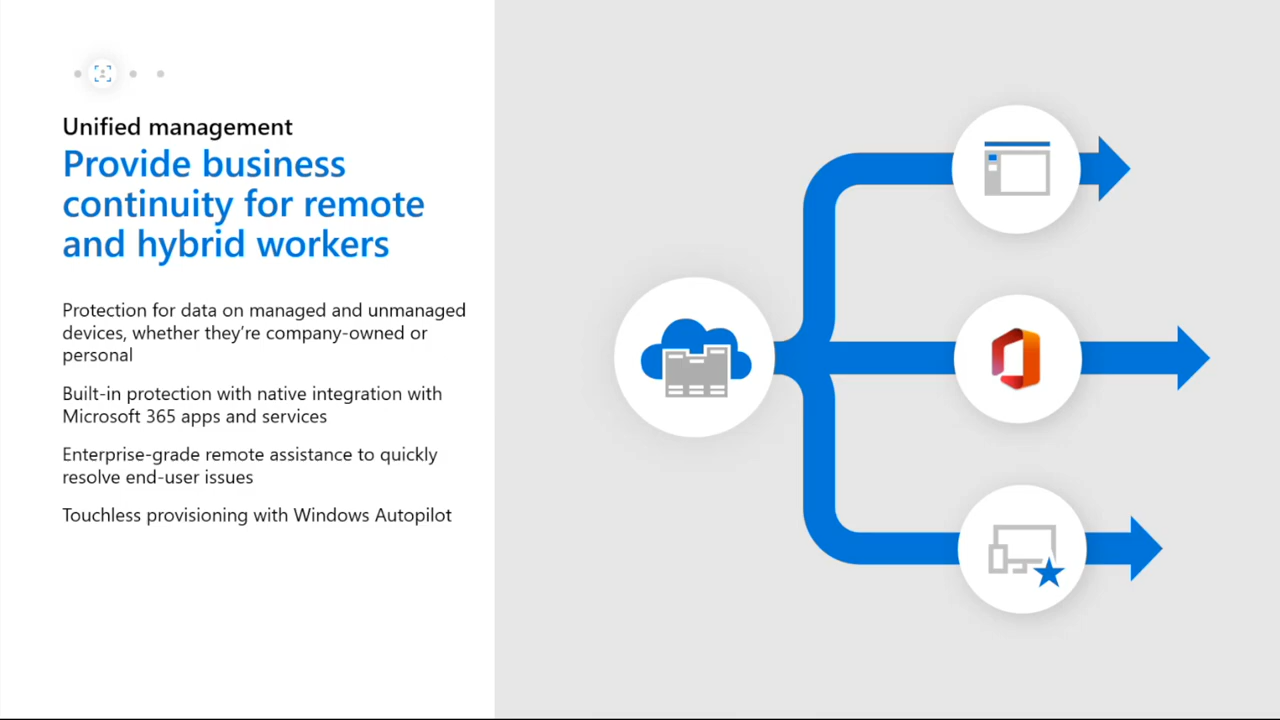 Unified management
Provide business
continuity for remote
and hybrid workers
Protection for data on managed and unmanaged
devices, whether they’re company-owned or
personal
Built-in protection with native integration with
Microsoft 365 apps and services
Enterprise-grade remote assistance to quickly
resolve end-user issues
Touchless provisioning with Windows Autopilot